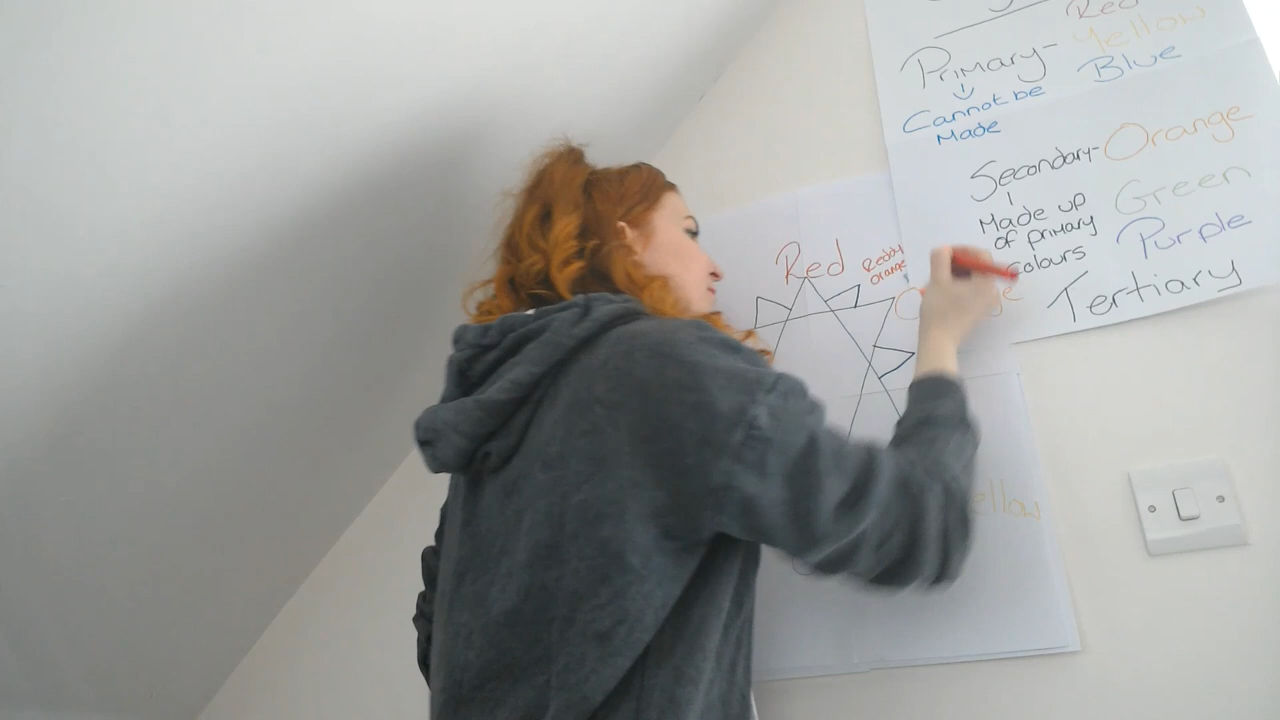 Red
Primary- Yellow
Blue
Cannot be
Made
Secondary- Orange
Green
Made up
of primary
colours
Purple
Tertiary
Red
Reddy
Orange